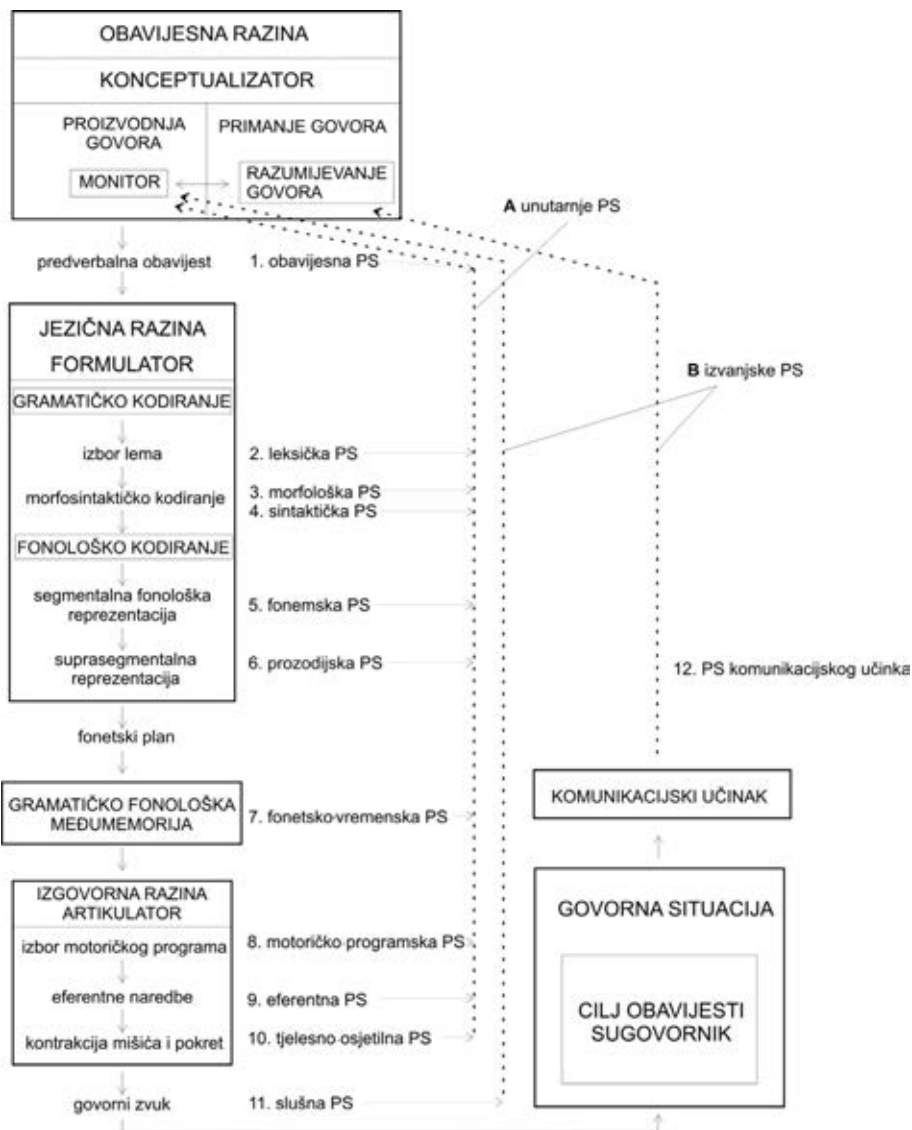 OBAVIJESNA RAZINA
KONCEPTUALIZATOR
PROIZVODNJA
GOVORA
MONITOR
PRIMANJE GOVORA
RAZUMIJEVANJE
GOVORA
A unutarnje PS
predverbalna obavijest
1. obavijesna PS
JEZIČNA RAZINA
FORMULATOR
GRAMATIČKO KODIRANJE
B izvanjske PS
izbor lema
2. leksička PS
morfosintaktičko kodiranje
3. morfološka PS
4. sintaktička PS
FONOLOŠKO KODIRANJE
segmentalna fonološka
reprezentacija
5. fonemska PS
suprasegmentalna
reprezentacija
6. prozodijska PS
12. PS komunikacijskog učinka
fonetski plan
GRAMATIČKO FONOLOŠKA
MEĐUMEMORIJA
7. fonetsko-vremenska PS
KOMUNIKACIJSKI UČINAK
IZGOVORNA RAZINA
ARTIKULATOR
izbor motoričkog programa
8. motoričko-programska PS
eferentne naredbe
9. eferentna PS
kontrakcija mišića i pokret
10. tjelesno-osjetilna PS
GOVORNA SITUACIJA
CILJ OBAVIJESTI
SUGOVORNIK
govorni zvuk
11. slušna PS